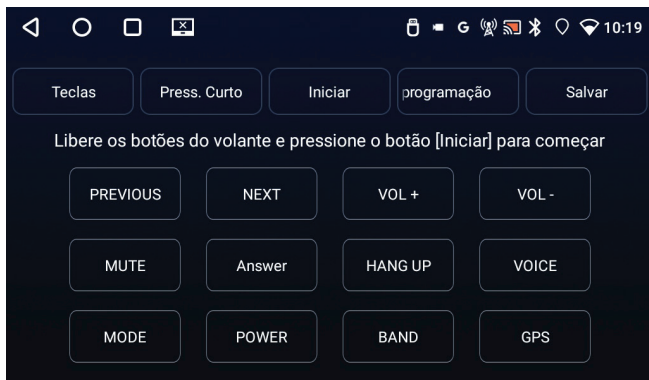 G 10:19
Teclas Press. Curto Iniciar programação Salvar
Libere os botões do volante e pressione o botão [Iniciar] para começar
PREVIOUS NEXT VOL + VOL -
MUTE Answer HANG UP VOICE
MODE POWER BAND GPS